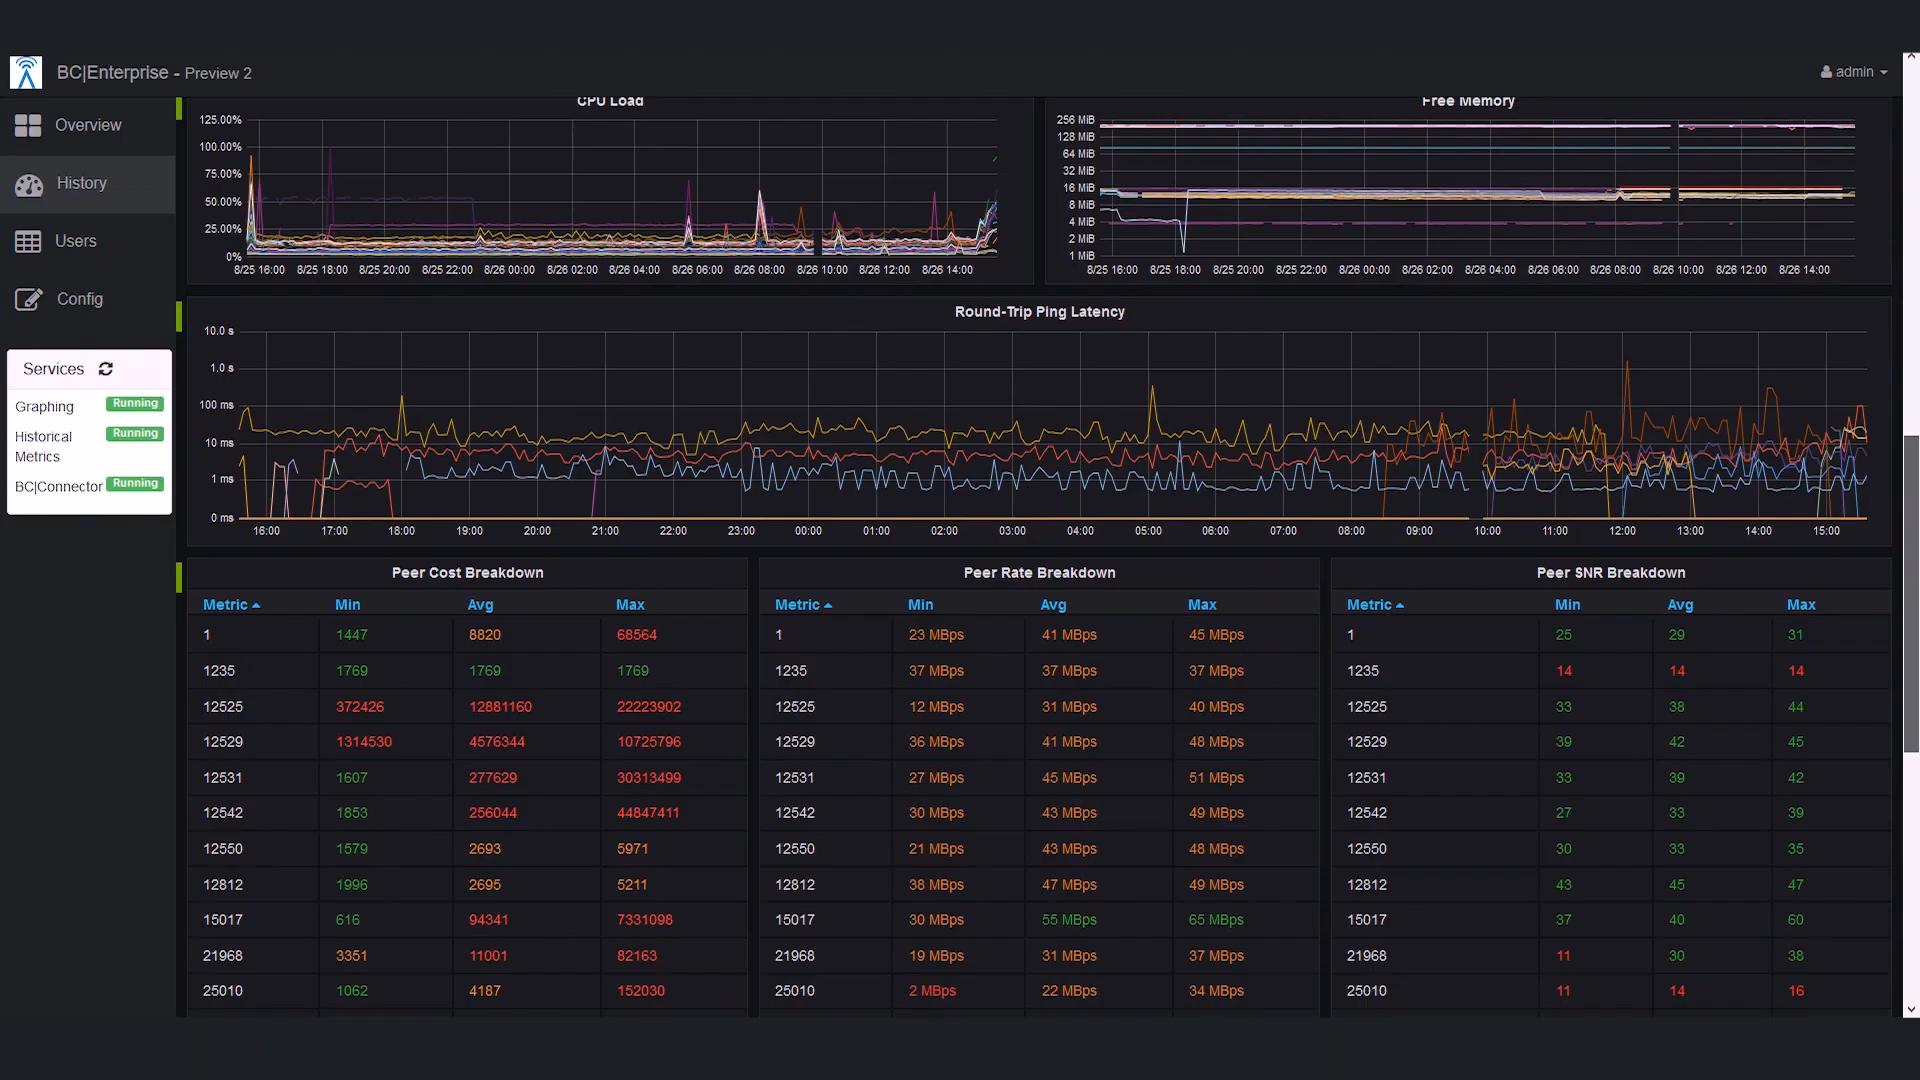 BC|Enterprise - Preview 2
admin
Overview
History
Users
Config
Services
Graphing Running
Historical Running
Metrics
BC|Connector Running
CPU Load
125.00%
100.00%
75.00%
50.00%
25.00%
0%
8/25 16:00 8/25 18:00 8/25 20:00 8/25 22:00 8/26 00:00 8/26 02:00 8/26 04:00 8/26 06:00 8/26 08:00 8/26 10:00 8/26 12:00 8/26 14:00
Free Memory
256 MiB
128 MiB
64 MiB
32 MiB
16 MiB
8 MiB
4 MiB
2 MiB
1 MiB
8/25 16:00 8/25 18:00 8/25 20:00 8/25 22:00 8/26 00:00 8/26 02:00 8/26 04:00 8/26 06:00 8/26 08:00 8/26 10:00 8/26 12:00 8/26 14:00
Round-Trip Ping Latency
10.0 s
1.0 s
100 ms
10 ms
1 ms
0 ms
16:00 17:00 18:00 19:00 20:00 21:00 22:00 23:00 00:00 01:00 02:00 03:00 04:00 05:00 06:00 07:00 08:00 09:00 10:00 11:00 12:00 13:00 14:00 15:00
Peer Cost Breakdown
Metric Min Avg Max
1 1447 8820 68564
1235 1769 1769 1769
12525 372426 12881160 22223902
12529 1314530 4576344 10725796
12531 1607 277629 30313499
12542 1853 256044 44847411
12550 1579 2693 5971
12812 1996 2695 5211
15017 616 94341 7331098
21968 3351 11001 82163
25010 1062 4187 152030
Peer Rate Breakdown
Metric Min Avg Max
1 23 MBps 41 MBps 45 MBps
1235 37 MBps 37 MBps 37 MBps
12525 12 MBps 31 MBps 40 MBps
12529 36 MBps 41 MBps 48 MBps
12531 27 MBps 45 MBps 51 MBps
12542 30 MBps 43 MBps 49 MBps
12550 21 MBps 43 MBps 48 MBps
12812 38 MBps 47 MBps 49 MBps
15017 30 MBps 55 MBps 65 MBps
21968 19 MBps 31 MBps 37 MBps
25010 2 MBps 22 MBps 34 MBps
Peer SNR Breakdown
Metric Min Avg Max
1 25 29 31
1235 14 14 14
12525 33 38 44
12529 39 42 45
12531 33 39 42
12542 27 33 39
12550 30 33 35
12812 43 45 47
15017 37 40 60
21968 11 30 38
25010 11 14 16